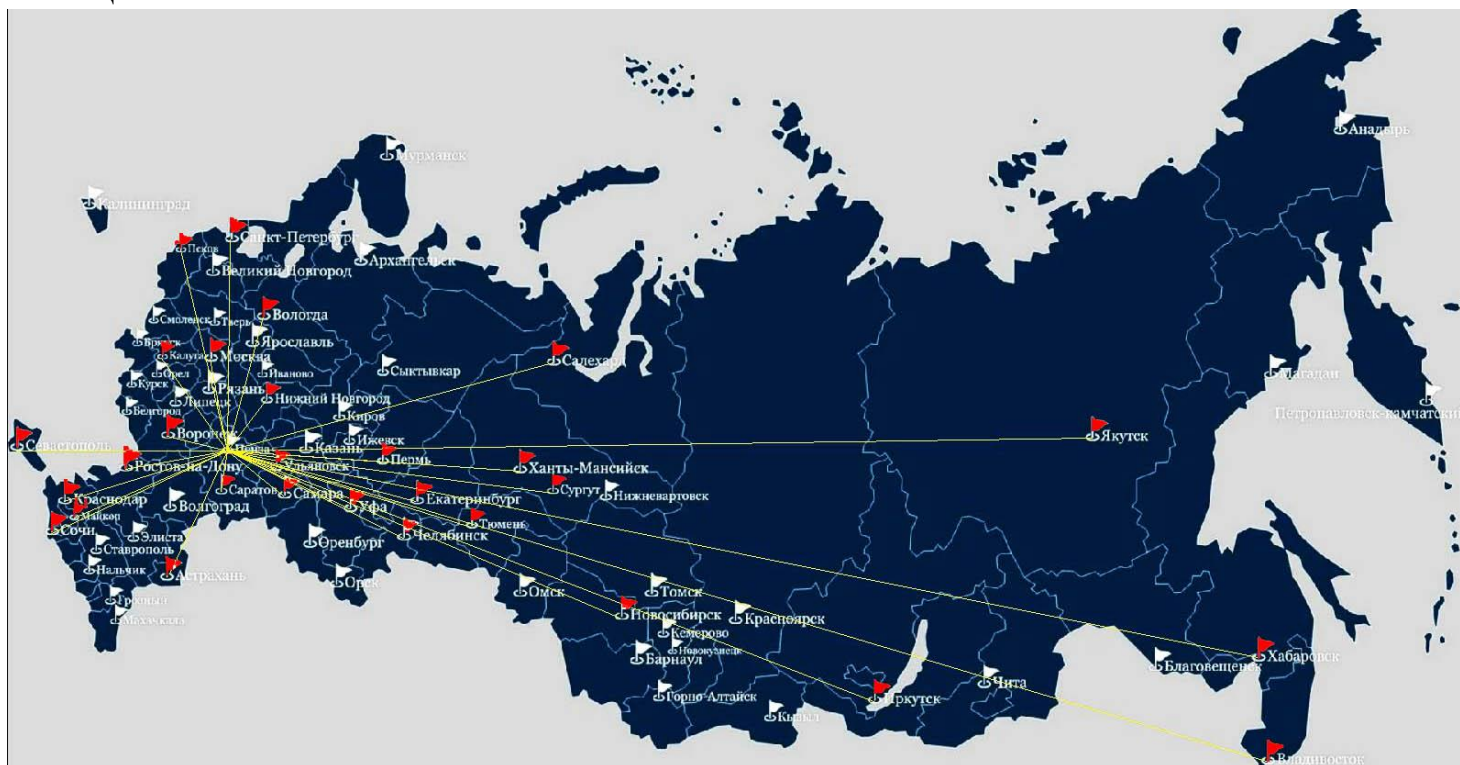 Анадырь
Мурманск
Калининград
Санкт-Петербург
Псков
Архангельск
Великий Новгород
Вологда
Смоленск
Тверь
Брянск
Ярославль
Калуга
Москва
Салехард
Орел
Иваново
Сыктывкар
Магадан
Курск
Рязань
Липецк
Нижний Новгород
Белгород
Киров
Петропавловск-камчатский
Воронеж
Якутск
Севастополь
Пенза
Казань
Ижевск
Ростов-на-Дону
Ульяновск
Пермь
Ханты-Мансийск
Саратов
Самара
Сургут
Нижневартовск
Краснодар
Волгоград
Уфа
Екатеринбург
Майкоп
Сочи
Элиста
Челябинск
Тюмень
Ставрополь
Оренбург
Нальчик
Астрахань
Орск
Омск
Томск
Грозный
Махачкала
Новосибирск
Красноярск
Кемерово
Новокузнецк
Барнаул
Хабаровск
Благовещенск
Чита
Горно-Алтайск
Иркутск
Кызыл
Владивосток